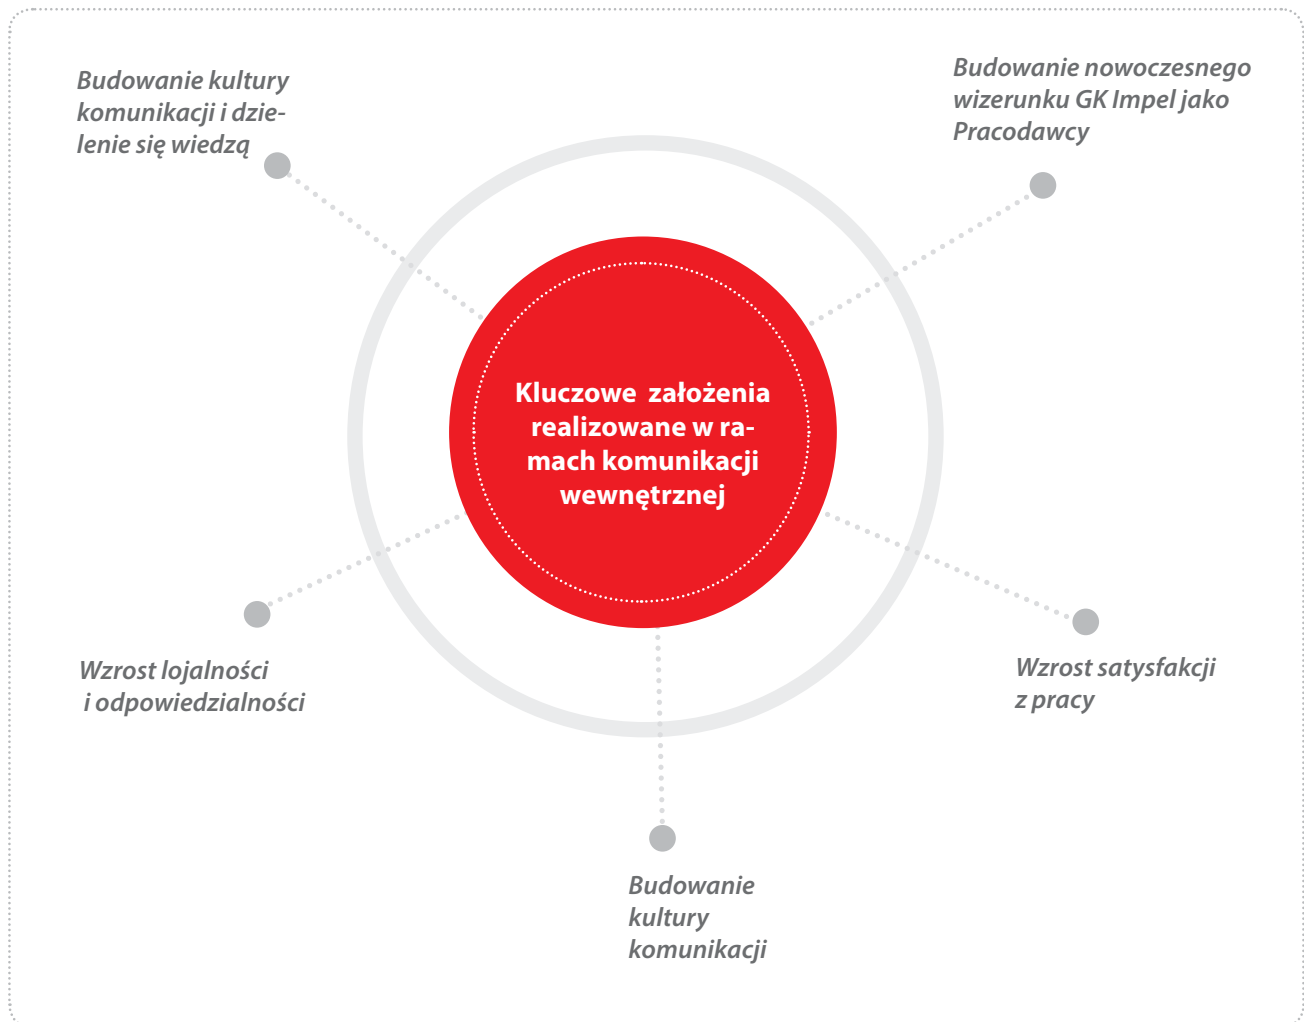 Budowanie kultury
komunikacji i dzie-
lenie się wiedzą
Budowanie nowoczesnego
wizerunku GK Impel jako
Pracodawcy
Kluczowe  założenia
realizowane w ra-
mach komunikacji
wewnętrznej
Wzrost lojalności
i odpowiedzialności
Wzrost satysfakcji
z pracy
Budowanie
kultury
komunikacji